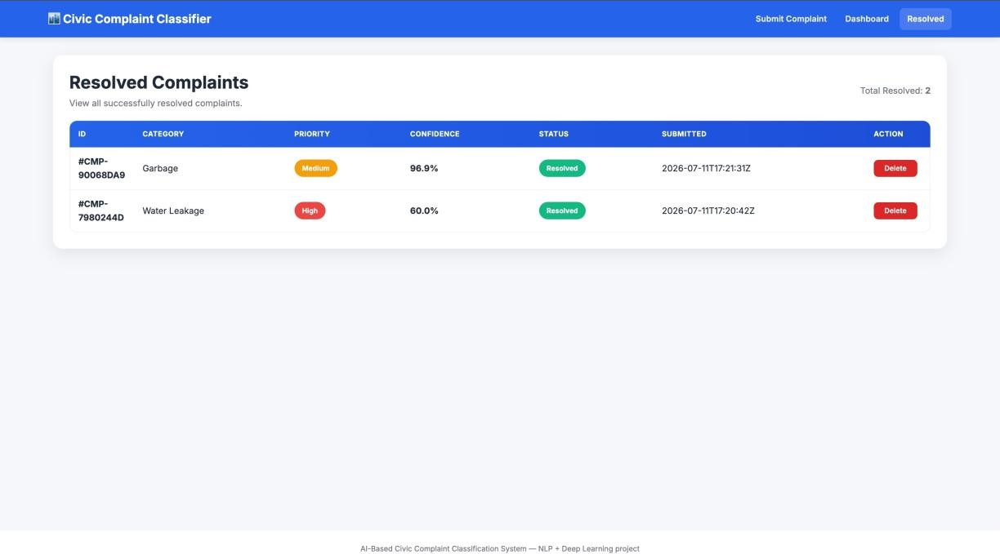 Civic Complaint Classifier
Submit Complaint
Dashboard
Resolved
Resolved Complaints
View all successfully resolved complaints.
Total Resolved: 2
ID CATEGORY PRIORITY CONFIDENCE STATUS SUBMITTED ACTION
#CMP-
90068DA9 Garbage Medium 96.9% Resolved 2026-07-11T17:21:31Z Delete
#CMP-
7980244D Water Leakage High 60.0% Resolved 2026-07-11T17:20:42Z Delete
AI-Based Civic Complaint Classification System — NLP + Deep Learning project